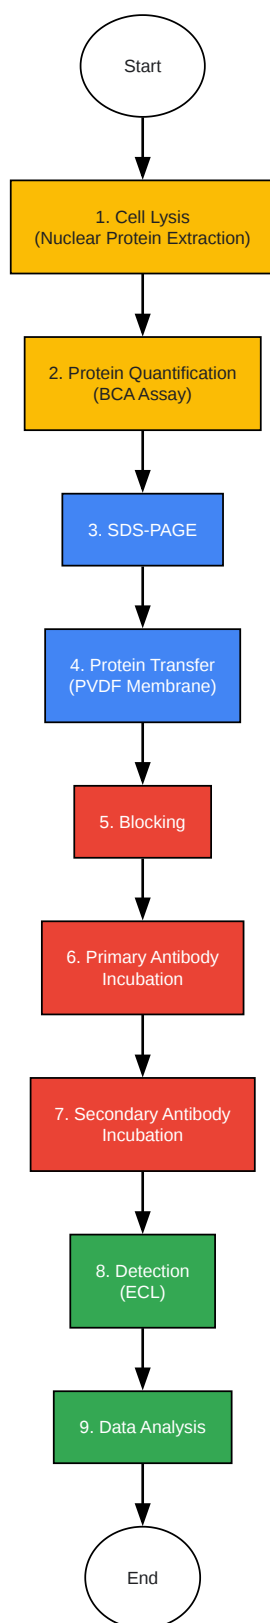 Start
1. Cell Lysis
(Nuclear Protein Extraction)
2. Protein Quantification
(BCA Assay)
3. SDS-PAGE
4. Protein Transfer
(PVDF Membrane)
5. Blocking
6. Primary Antibody
Incubation
7. Secondary Antibody
Incubation
8. Detection
(ECL)
9. Data Analysis
End